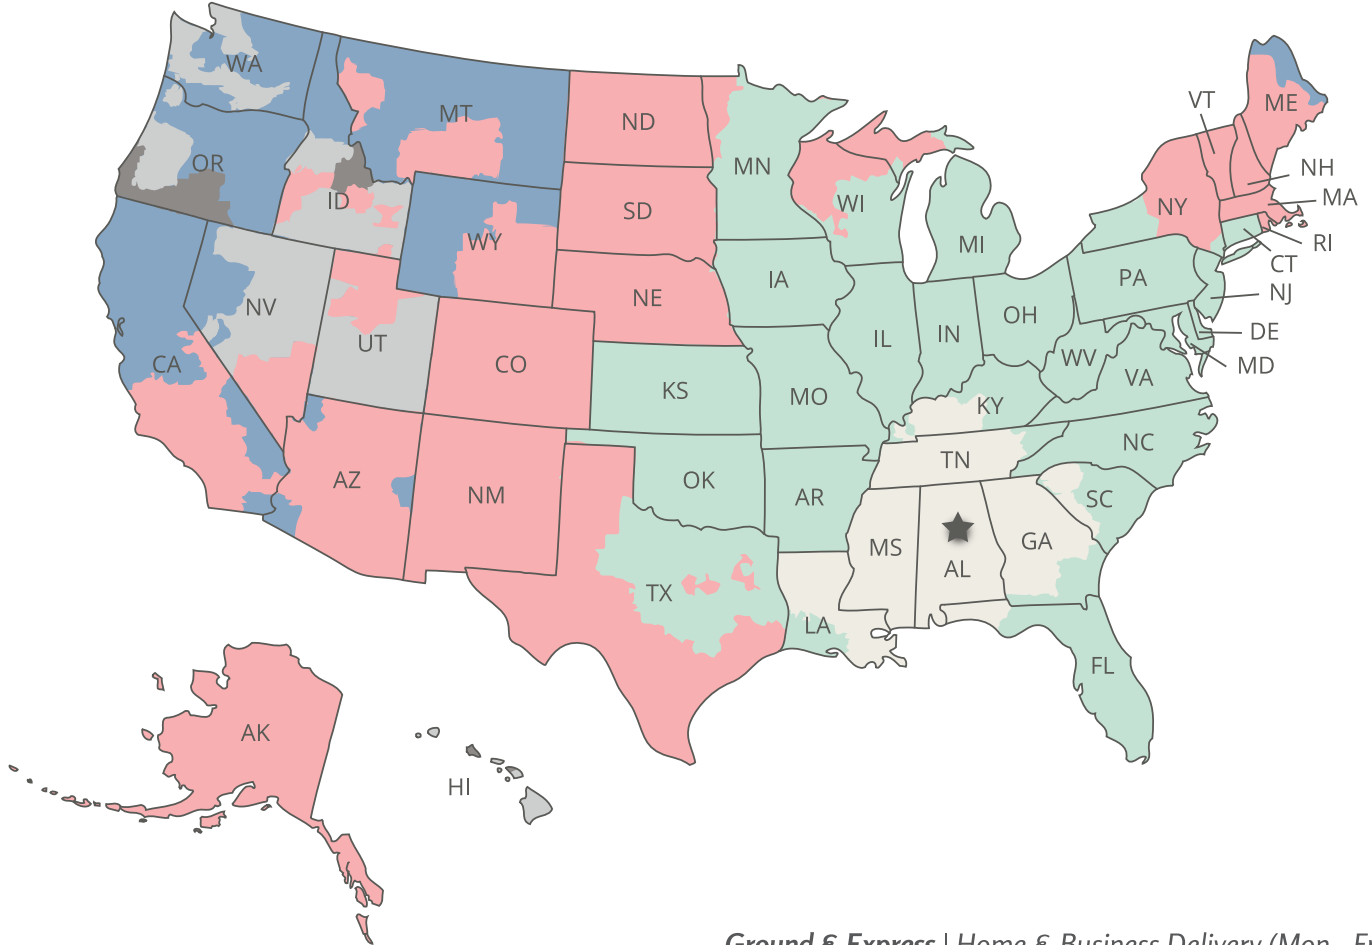 WA
MT
ND
MN
VT
ME
OR
ID
WY
SD
WI
MI
NY
NH
MA
RI
CT
NJ
NV
UT
CO
NE
IA
IL
IN
OH
PA
DE
MD
CA
KS
MO
WV
VA
KY
AZ
NM
OK
AR
TN
NC
SC
TX
LA
MS
AL
GA
FL
AK
HI
Ground & Express | Home & Business Delivery (Mon - F